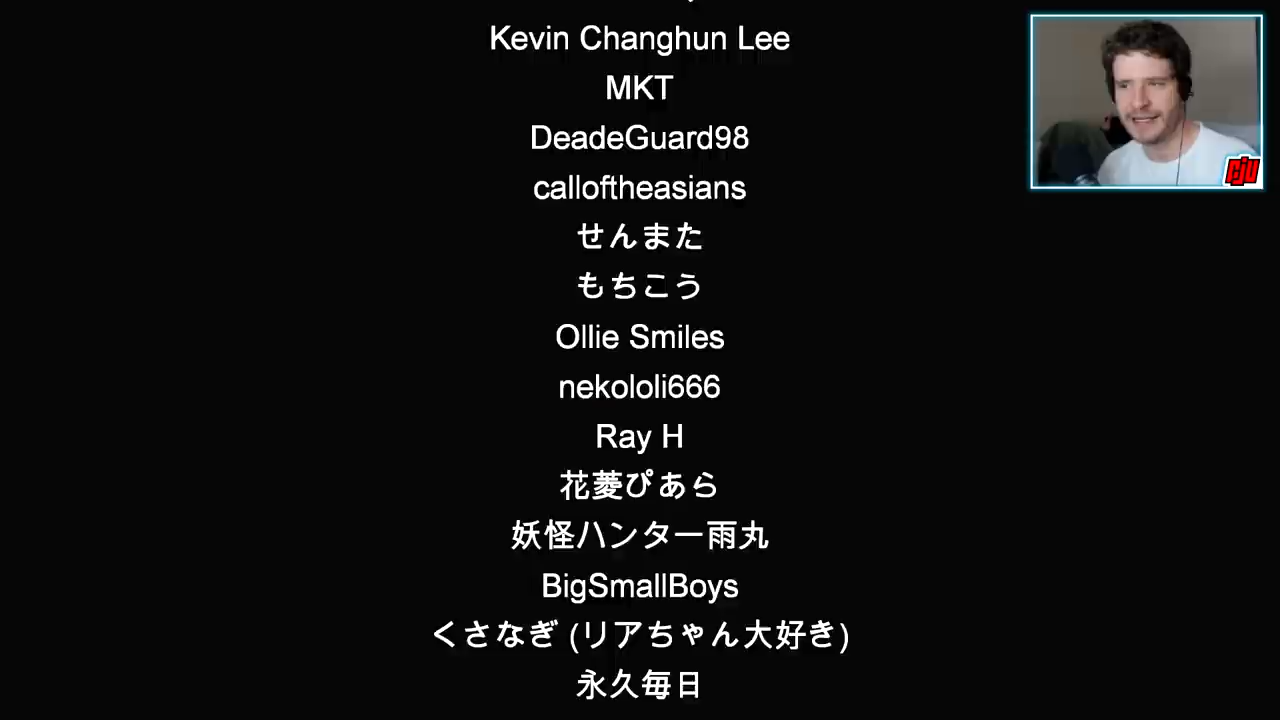 Kevin Changhun Lee
MKT
DeadeGuard98
calloftheasians
せんまた
もちこう
Ollie Smiles
nekololi666
Ray H
花菱ぴあら
妖怪ハンター雨丸
BigSmallBoys
くさなぎ (リアちゃん大好き)
永久毎日
rju